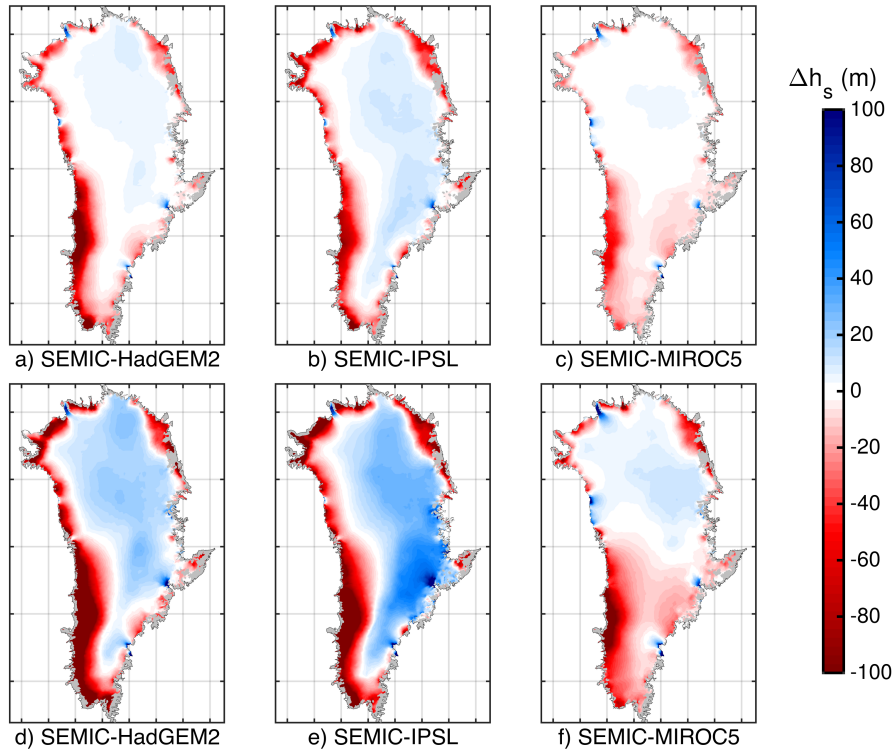 Δhs (m)
100
80
60
40
20
0
-20
-40
-60
-80
-100
a) SEMIC-HadGEM2
b) SEMIC-IPSL
c) SEMIC-MIROC5
d) SEMIC-HadGEM2
e) SEMIC-IPSL
f) SEMIC-MIROC5